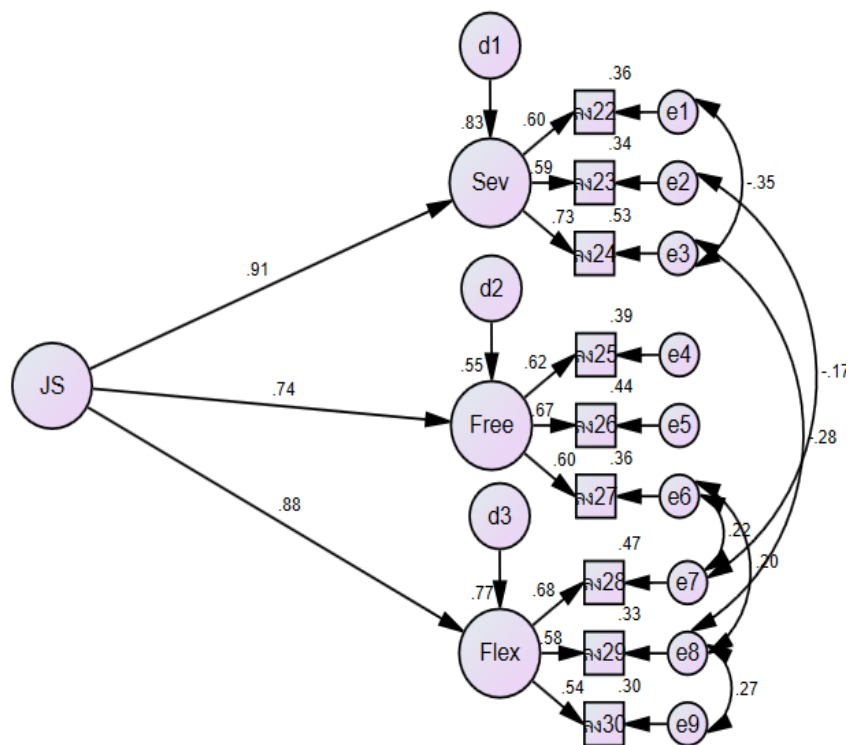 d1
.36
.83
.60
ลง22
e1
.34
Sev
.59
ลง23
e2
-.35
.53
.73
ลง24
e3
.91
d2
.39
.55
.62
ลง25
e4
-.17
JS
.74
.44
Free
.67
ลง26
e5
-.28
.36
.60
ลง27
e6
.88
d3
.22
.47
.20
.77
.68
ลง28
e7
.33
Flex
.58
ลง29
e8
.30
.54
.27
ลง30
e9